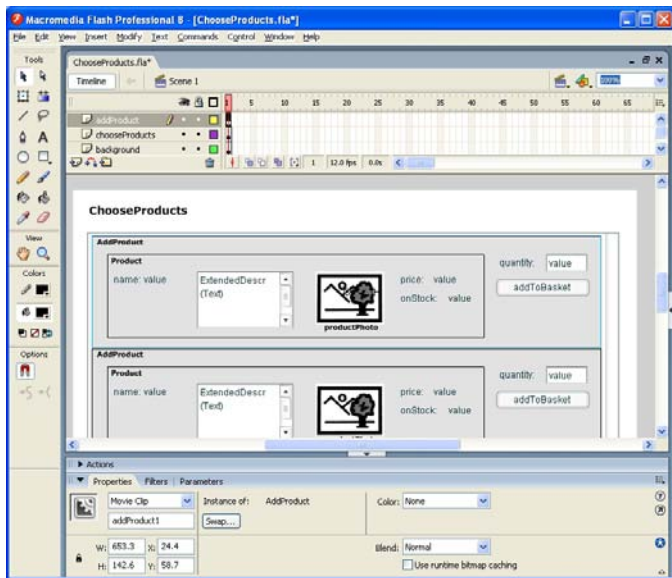 Macromedia Flash Professional 8 - [ChooseProducts.fla*]
File Edit View Insert Modify Text Commands Control Window Help
Tools
View
Colors
Options
ChooseProducts.fla*
Timeline Scene 1 100%
1 5 10 15 20 25 30 35 40 45 50 55 60 65
addProduct
chooseProducts
background
1 12.0 fps 0.0s
ChooseProducts
AddProduct
Product
name: value
ExtendedDescr
(Text)
productPhoto
price: value
onStock: value
quantity: value
addToBasket
AddProduct
Product
name: value
ExtendedDescr
(Text)
price: value
onStock: value
quantity: value
addToBasket
Actions
Properties Filters Parameters
Movie Clip Instance of: AddProduct Color: None
addProduct1 Swap...
W: 653.3 X: 24.4 Blend: Normal
H: 142.6 Y: 58.7 Use runtime bitmap caching